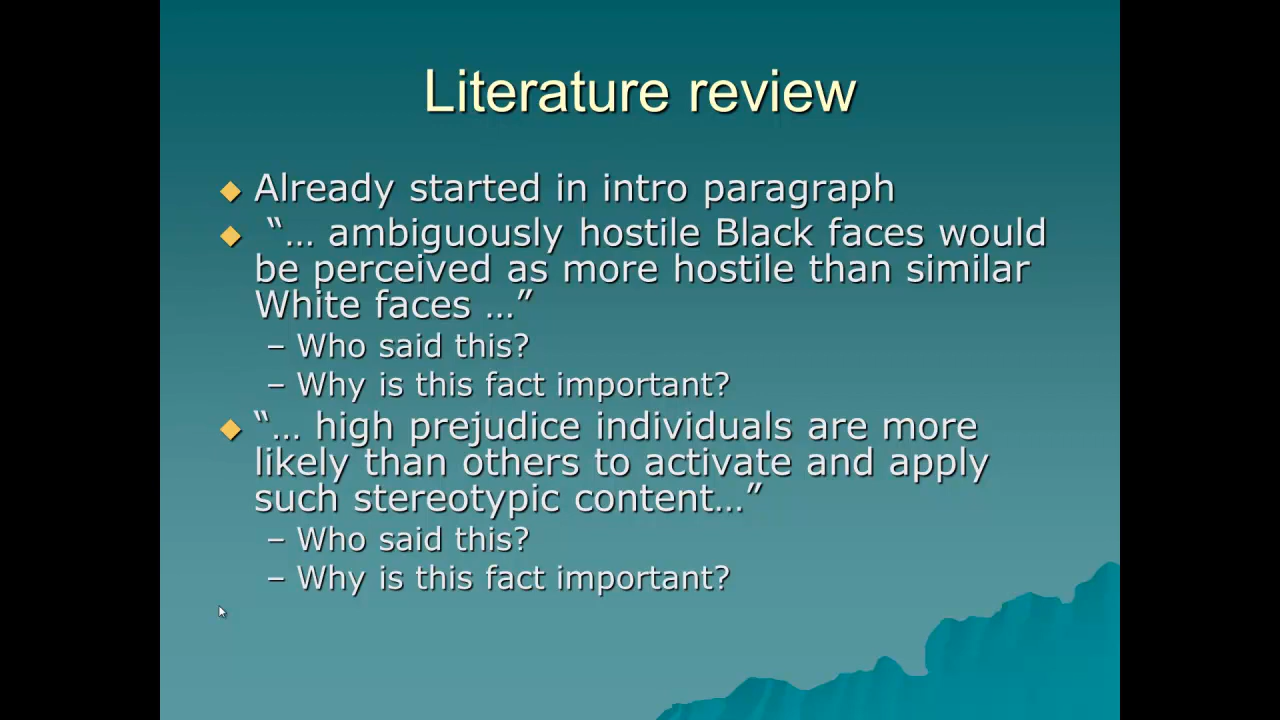 Literature review
Already started in intro paragraph
“… ambiguously hostile Black faces would
be perceived as more hostile than similar
White faces …”
– Who said this?
– Why is this fact important?
“… high prejudice individuals are more
likely than others to activate and apply
such stereotypic content…”
– Who said this?
– Why is this fact important?